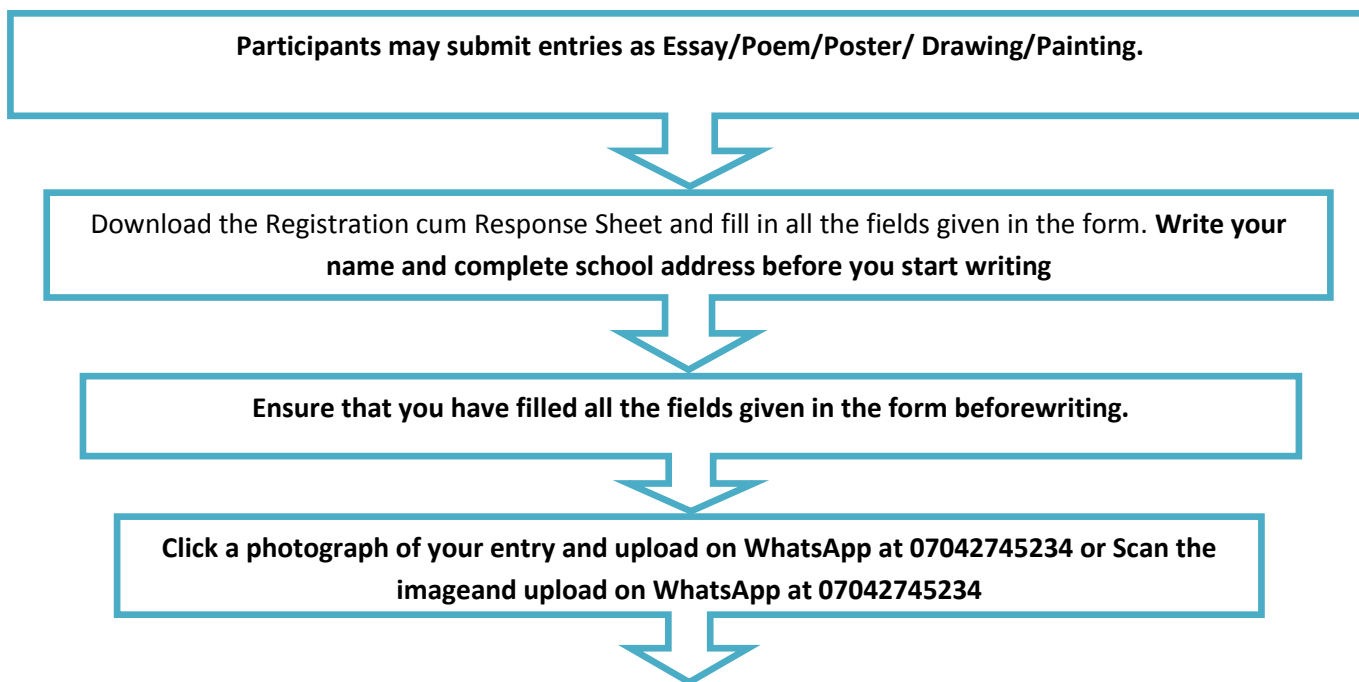 Participants may submit entries as Essay/Poem/Poster/ Drawing/Painting.
Download the Registration cum Response Sheet and fill in all the fields given in the form. Write your
name and complete school address before you start writing
Ensure that you have filled all the fields given in the form beforewriting.
Click a photograph of your entry and upload on WhatsApp at 07042745234 or Scan the
imageand upload on WhatsApp at 07042745234